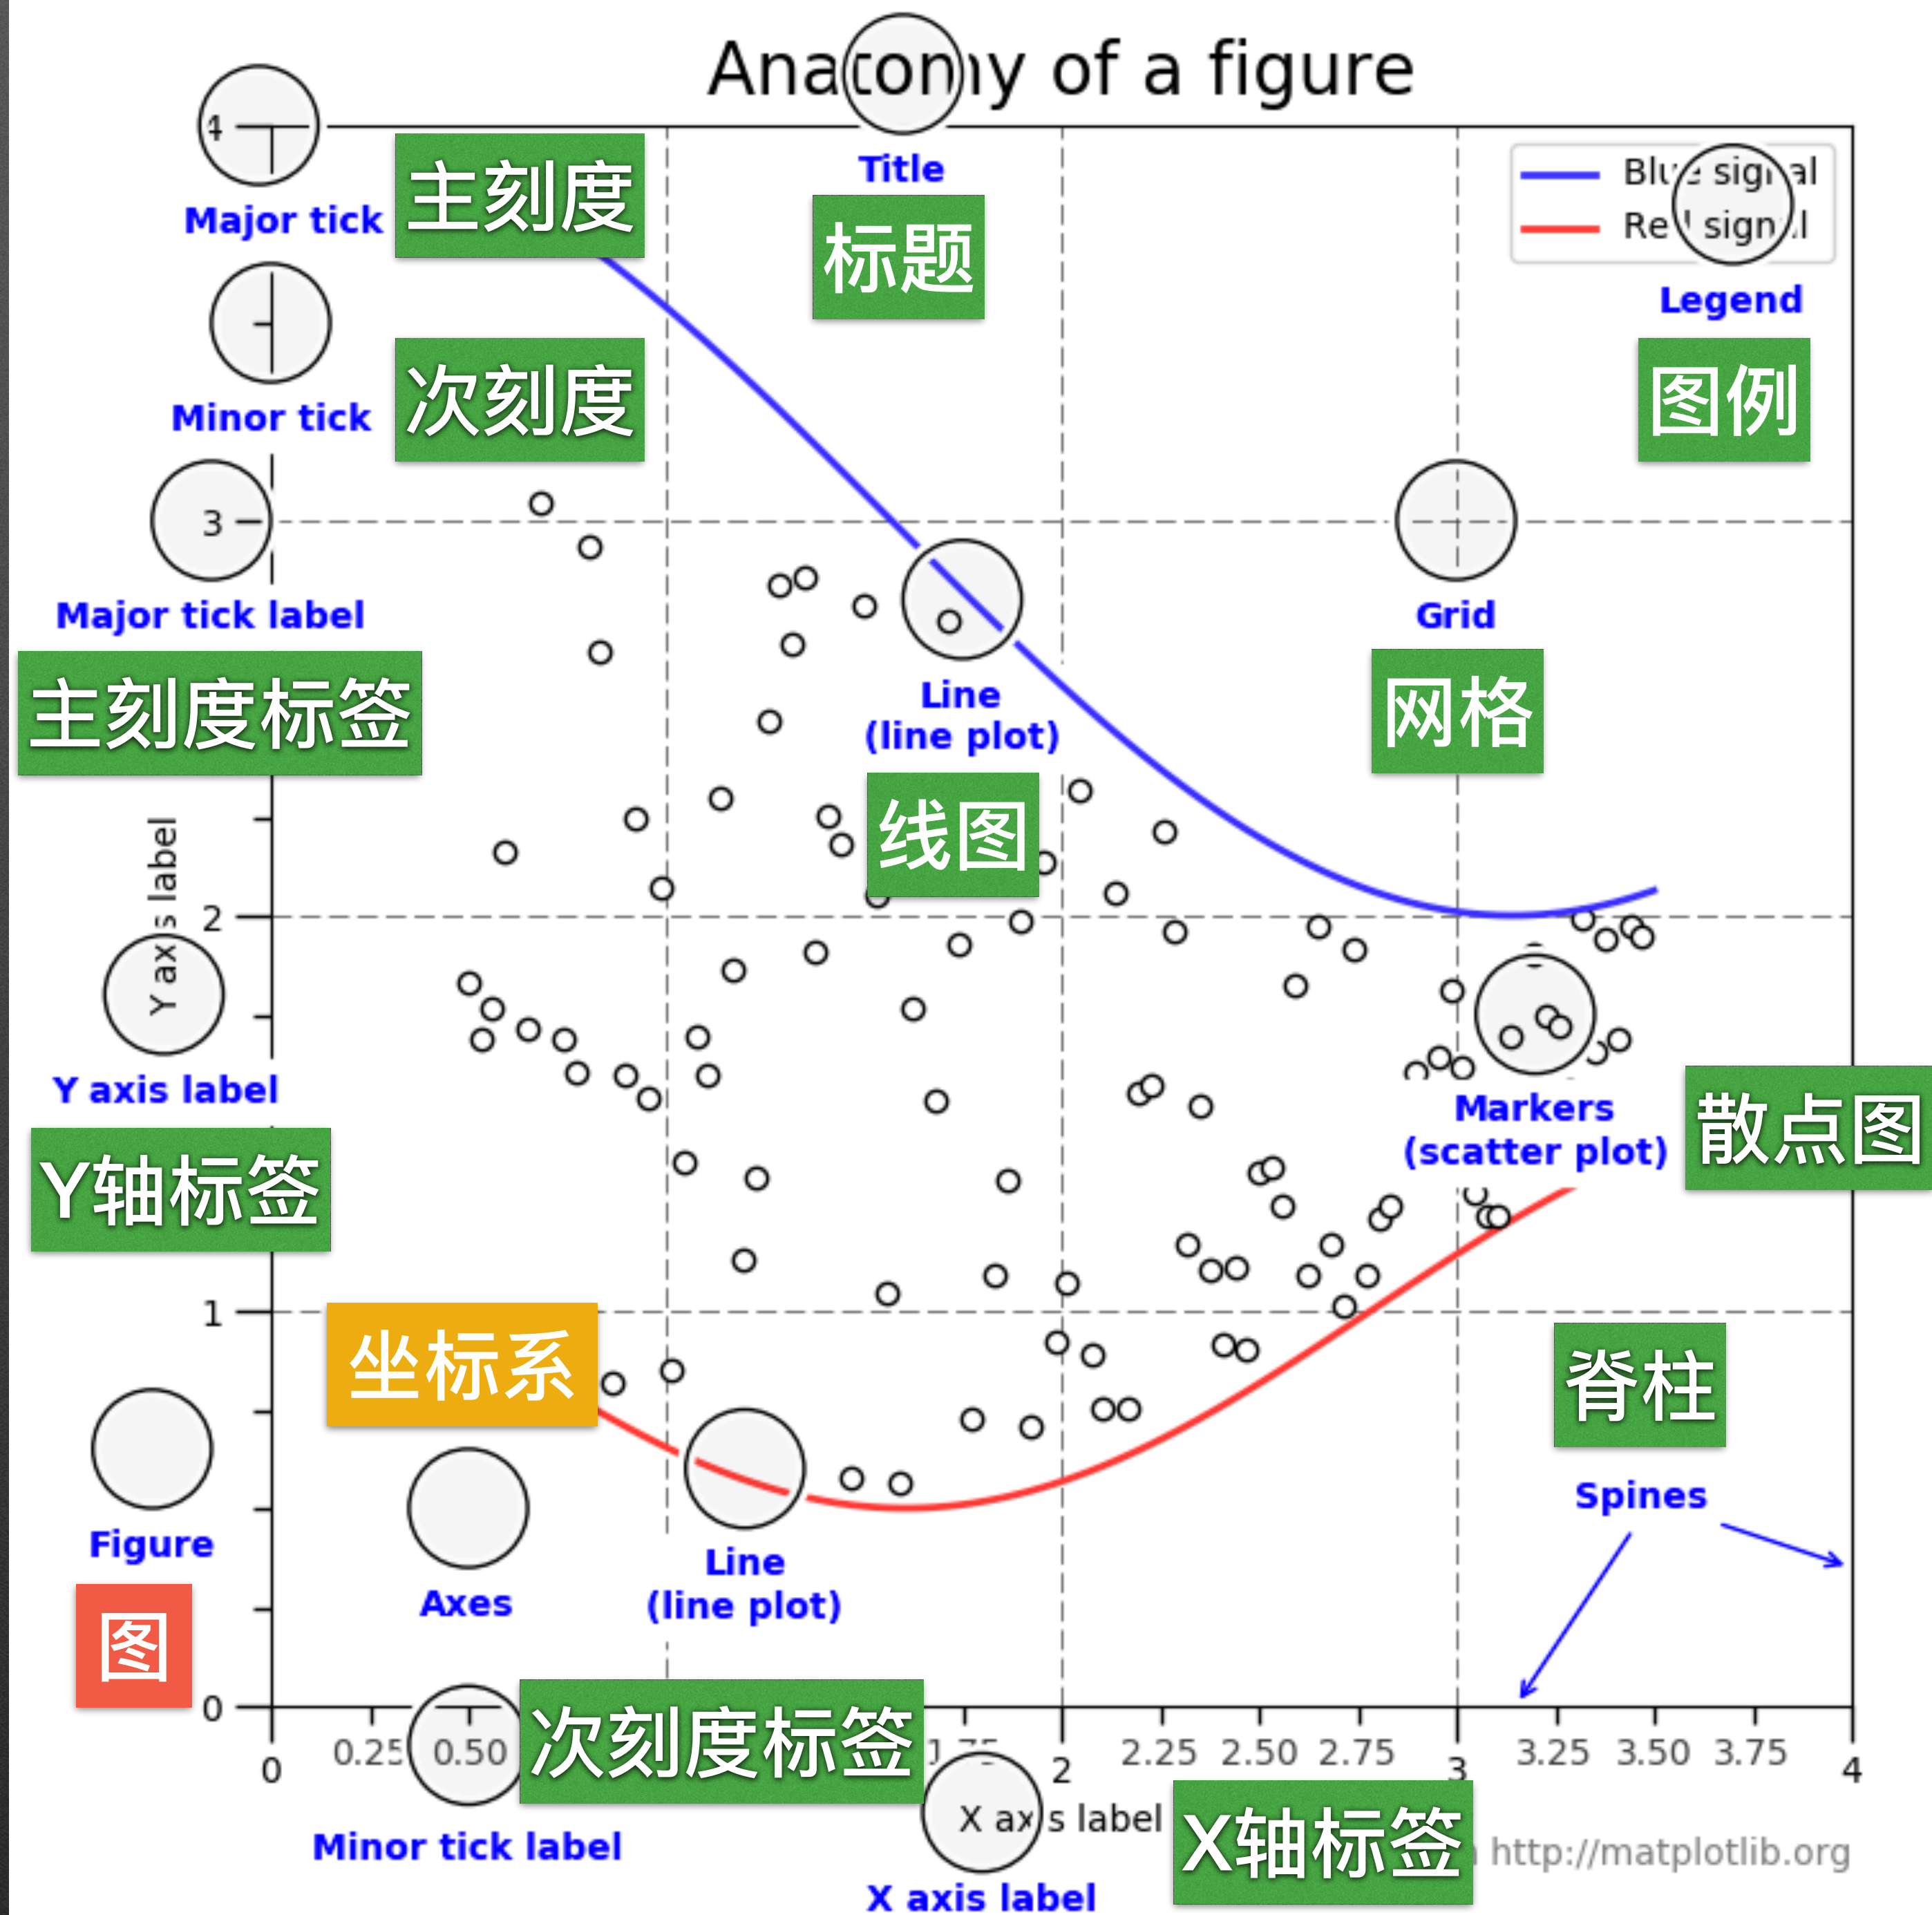 Anatomy of a figure
4
主刻度
Title
Blue signal
Red signal
Major tick
标题
Legend
次刻度
图例
Minor tick
3
Major tick label
Grid
主刻度标签
Line
(line plot)
网格
线图
Y axis label
2
Y axis label
Markers
(scatter plot)
散点图
Y轴标签
1
坐标系
脊柱
Spines
Figure
Axes
Line
(line plot)
图
0
次刻度标签
0 0.25 0.50 1.75 2 2.25 2.50 2.75 3 3.25 3.50 3.75 4
X axis label
X轴标签
http://matplotlib.org
Minor tick label
X axis label